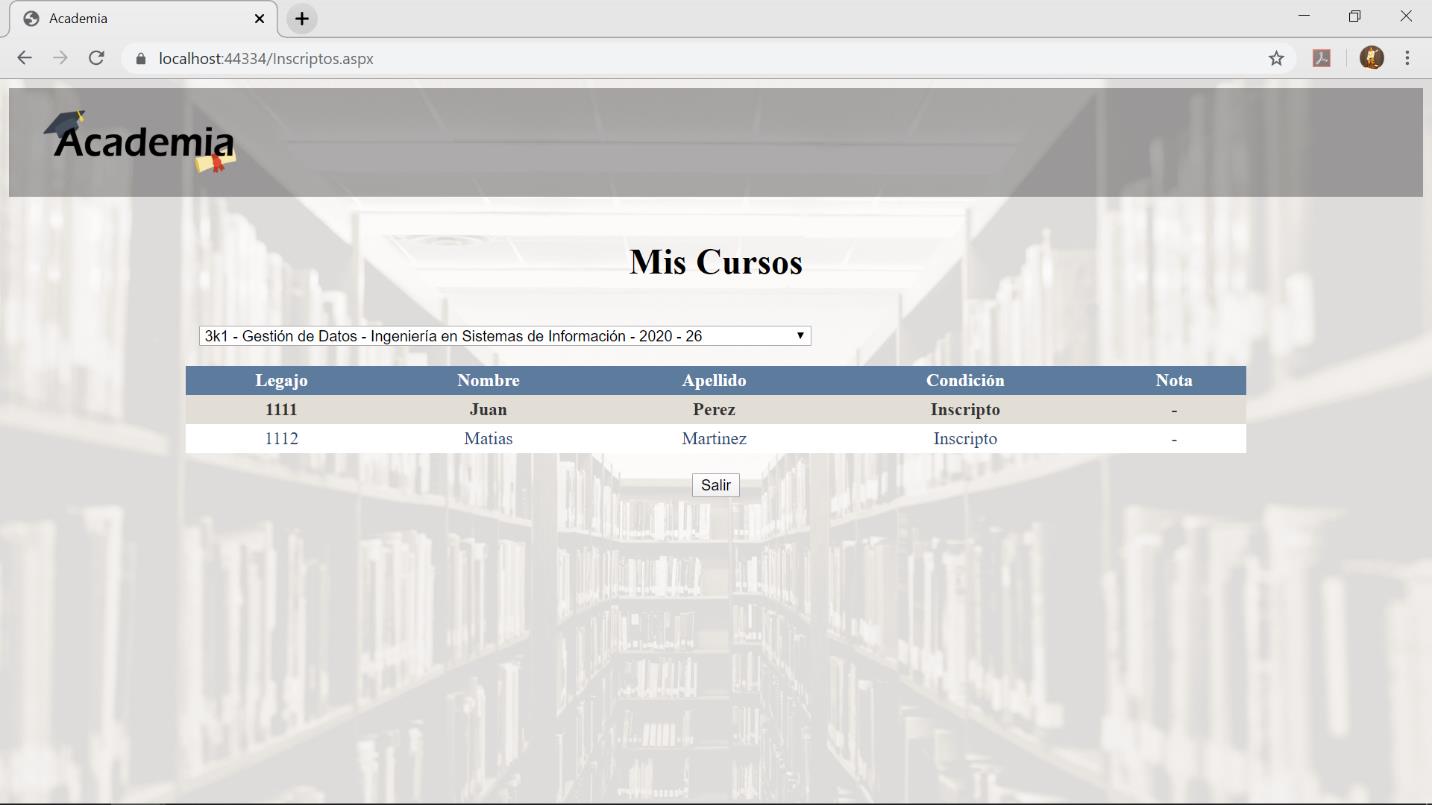 Academia
localhost:44334/Inscriptos.aspx
Academia
Mis Cursos
3k1 - Gestión de Datos - Ingeniería en Sistemas de Información - 2020 - 26
Legajo Nombre Apellido Condición Nota
1111 Juan Perez Inscripto -
1112 Matias Martinez Inscripto -
Salir